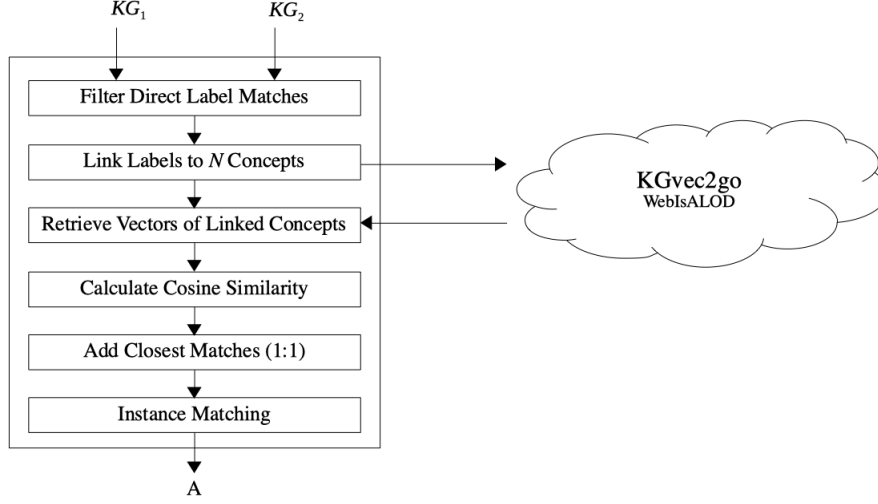 KG1 KG2
Filter Direct Label Matches
Link Labels to N Concepts
KGvec2go
WebIsALOD
Retrieve Vectors of Linked Concepts
Calculate Cosine Similarity
Add Closest Matches (1:1)
Instance Matching
A